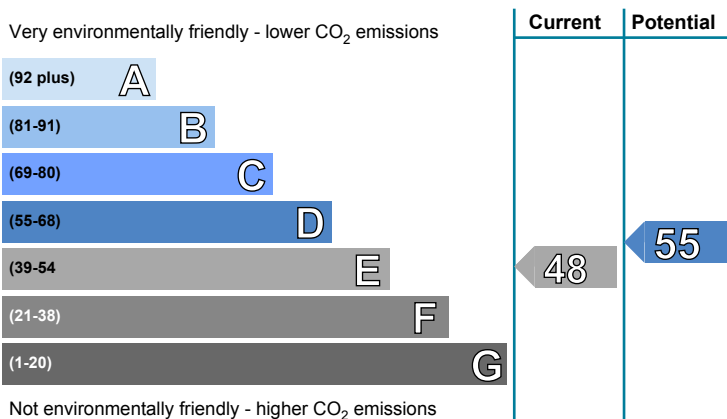 Very environmentally friendly - lower CO₂ emissions
Current
Potential
(92 plus) A
(81-91) B
(69-80) C
(55-68) D
(39-54 E
(21-38) F
(1-20) G
48
55
Not environmentally friendly - higher CO₂ emissions